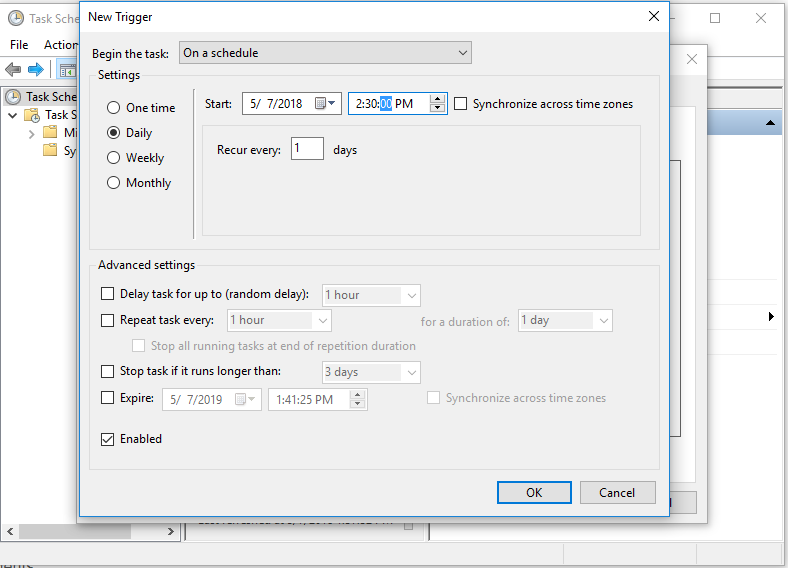 Task Sche
New Trigger
File Action
Begin the task: On a schedule
Settings
Task Sche
Task S
Mi
Sy
One time
Daily
Weekly
Monthly
Start: 5/ 7/2018 2:30:00 PM Synchronize across time zones
Recur every: 1 days
Advanced settings
Delay task for up to (random delay): 1 hour
Repeat task every: 1 hour for a duration of: 1 day
Stop all running tasks at end of repetition duration
Stop task if it runs longer than: 3 days
Expire: 5/ 7/2019 1:41:25 PM Synchronize across time zones
Enabled
OK Cancel